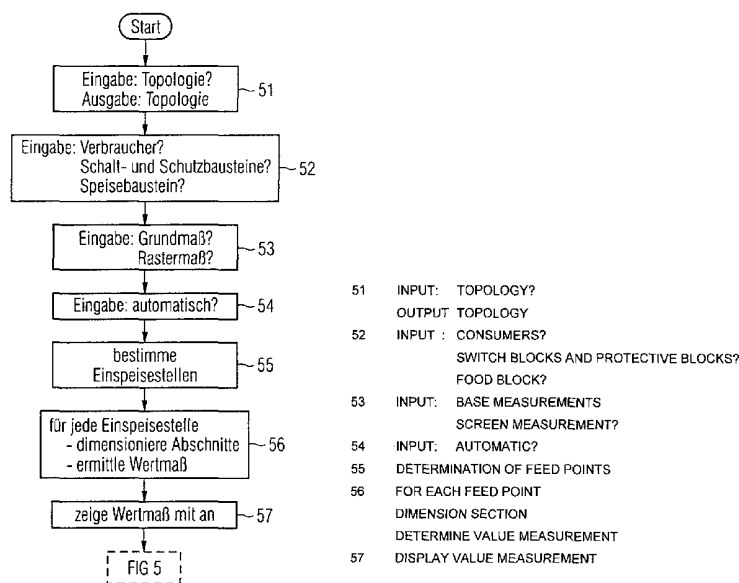 Start
Eingabe: Topologie?
Ausgabe: Topologie
51
Eingabe: Verbraucher?
Schalt- und Schutzbausteine?
Speisebaustein?
52
Eingabe: Grundmaß?
Rastermaß?
53
Eingabe: automatisch?
54
bestimme
Einspeisestellen
55
für jede Einspeisestelle
- dimensioniere Abschnitte
- ermittle Wertmaß
56
zeige Wertmaß mit an
57
FIG 5
51 INPUT: TOPOLOGY?
OUTPUT TOPOLOGY
52 INPUT : CONSUMERS?
SWITCH BLOCKS AND PROTECTIVE BLOCKS?
FOOD BLOCK?
53 INPUT: BASE MEASUREMENTS
SCREEN MEASUREMENT?
54 INPUT: AUTOMATIC?
55 DETERMINATION OF FEED POINTS
56 FOR EACH FEED POINT
DIMENSION SECTION
DETERMINE VALUE MEASUREMENT
57 DISPLAY VALUE MEASUREMENT